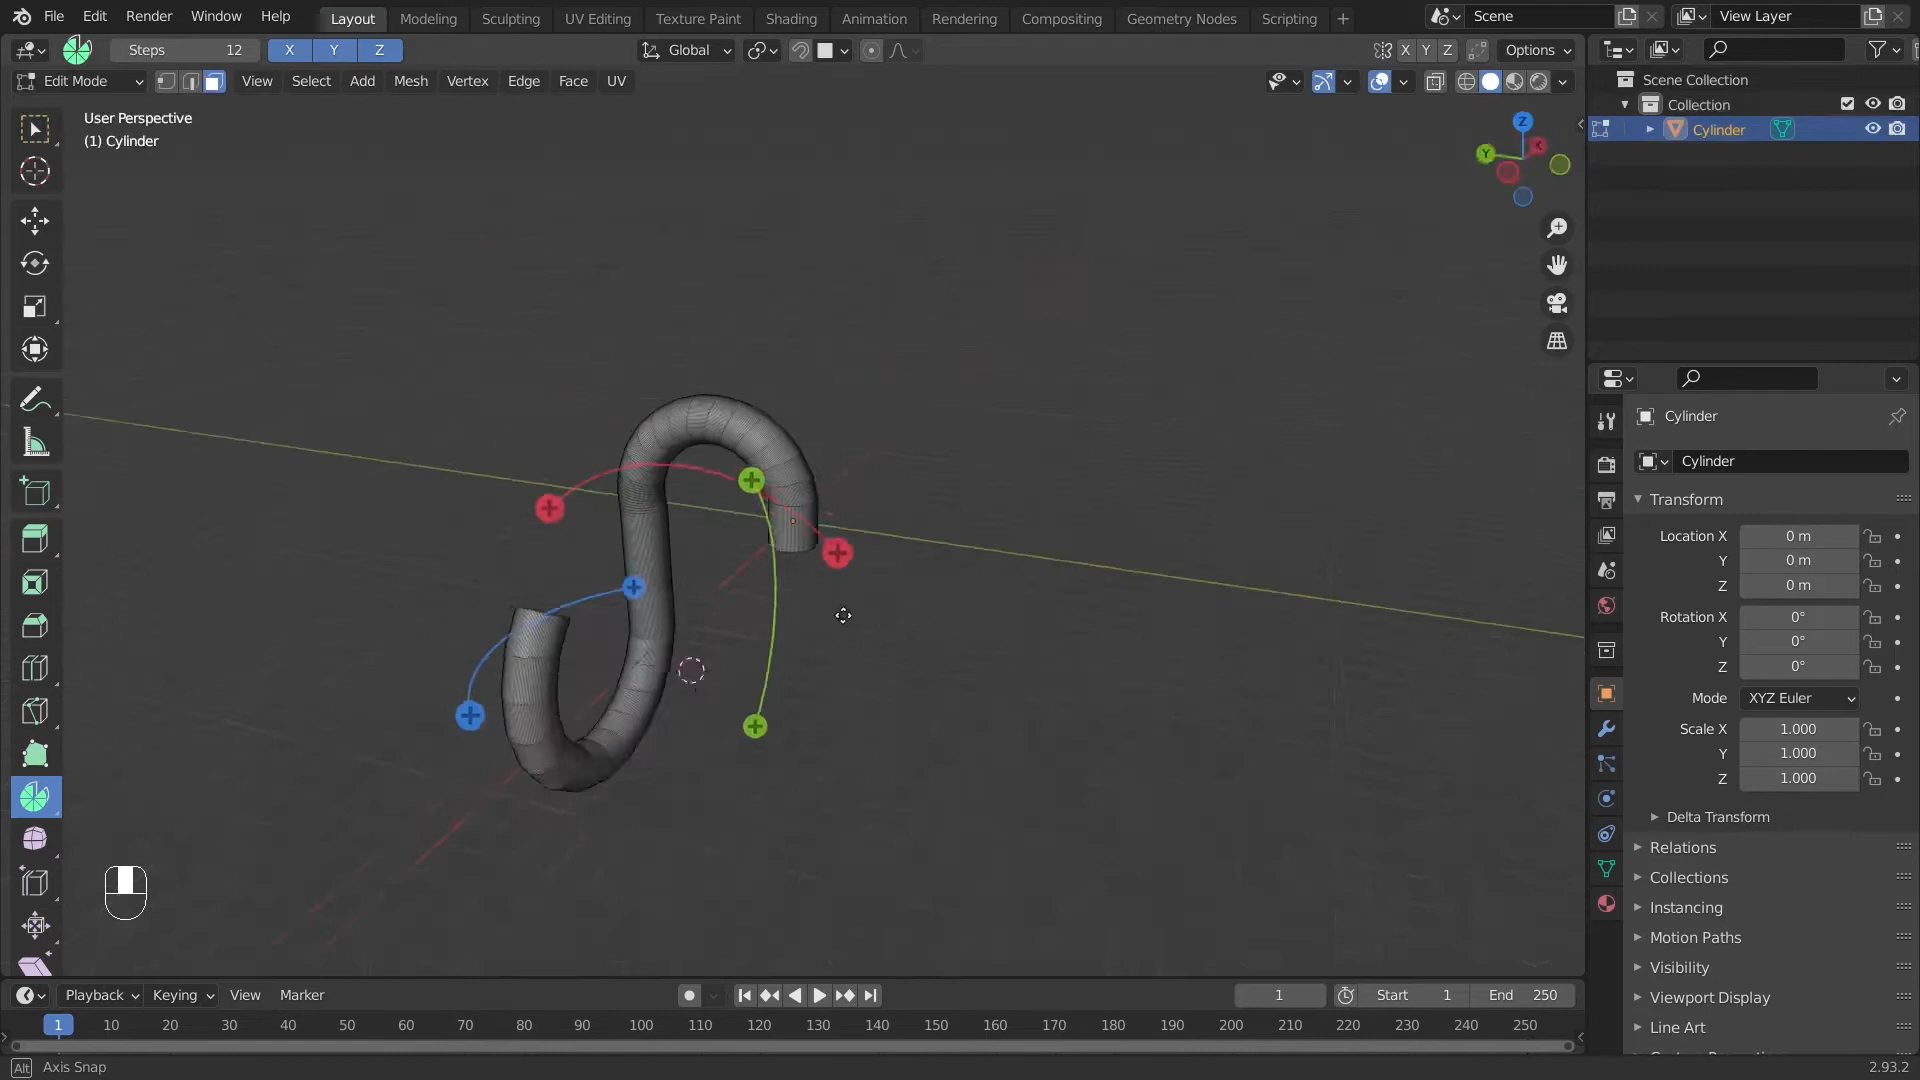 File Edit Render Window Help Layout Modeling Sculpting UV Editing Texture Paint Shading Animation Rendering Compositing Geometry Nodes Scripting + Scene View Layer
Steps 12 X Y Z Global X Y Z Options
Edit Mode View Select Add Mesh Vertex Edge Face UV
User Perspective
(1) Cylinder
Z
Y
X
Scene Collection
Collection
Cylinder
Cylinder
Cylinder
Transform
Location X 0 m
Y 0 m
Z 0 m
Rotation X 0°
Y 0°
Z 0°
Mode XYZ Euler
Scale X 1.000
Y 1.000
Z 1.000
Delta Transform
Relations
Collections
Instancing
Motion Paths
Visibility
Viewport Display
Line Art
Playback Keying View Marker 1 Start 1 End 250
1 10 20 30 40 50 60 70 80 90 100 110 120 130 140 150 160 170 180 190 200 210 220 230 240 250
Alt Axis Snap 2.93.2